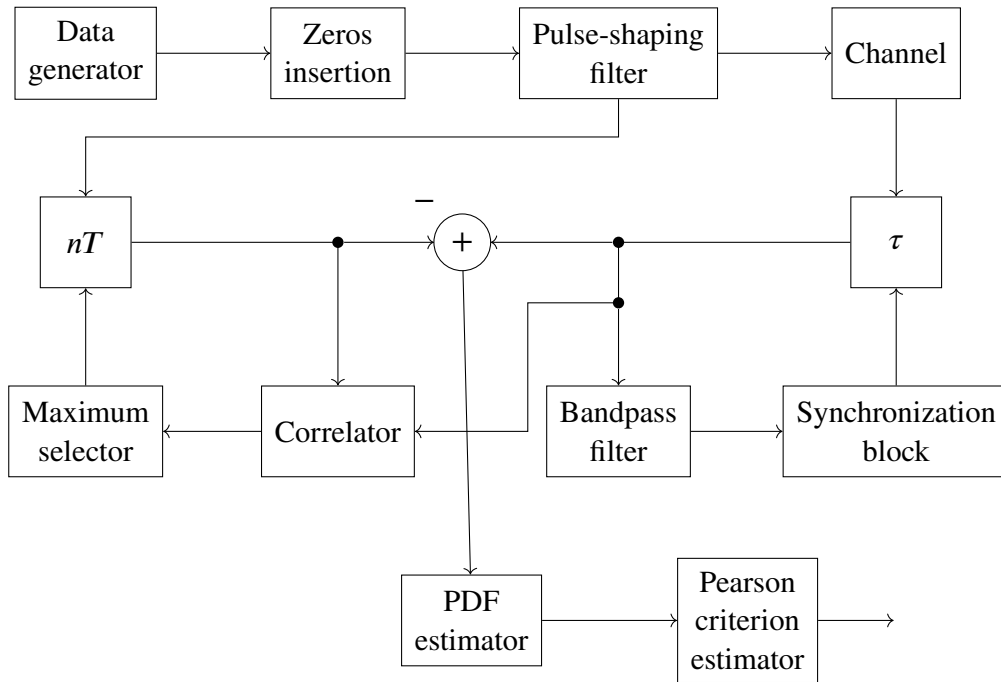 Data
generator
Zeros
insertion
Pulse-shaping
filter
Channel
nT
−
+
τ
Maximum
selector
Correlator
Bandpass
filter
Synchronization
block
PDF
estimator
Pearson
criterion
estimator